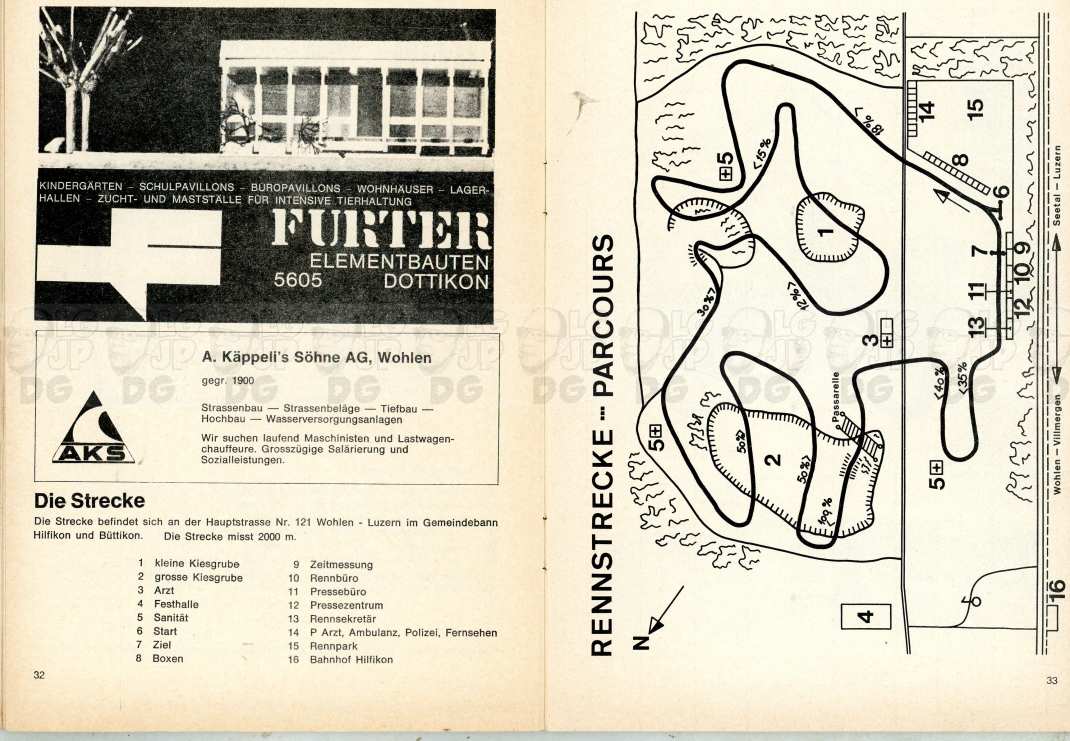 KINDERGÄRTEN – SCHULPAVILLONS – BÜROPAVILLONS – WOHNHÄUSER – LAGER-
HALLEN – ZUCHT- UND MASTSTÄLLE FÜR INTENSIVE TIERHALTUNG
FURTER
ELEMENTBAUTEN
5605 DOTTIKON
A. Käppeli's Söhne AG, Wohlen
gegr. 1900
Strassenbau — Strassenbeläge — Tiefbau —
Hochbau — Wasserversorgungsanlagen
Wir suchen laufend Maschinisten und Lastwagen-
chauffeure. Grosszügige Salärierung und
Sozialleistungen.
AKS
Die Strecke
Die Strecke befindet sich an der Hauptstrasse Nr. 121 Wohlen - Luzern im Gemeindebann
Hilfikon und Büttikon. Die Strecke misst 2000 m.
1 kleine Kiesgrube
2 grosse Kiesgrube
3 Arzt
4 Festhalle
5 Sanität
6 Start
7 Ziel
8 Boxen
9 Zeitmessung
10 Rennbüro
11 Pressebüro
12 Pressezentrum
13 Rennsekretär
14 P Arzt, Ambulanz, Polizei, Fernsehen
15 Rennpark
16 Bahnhof Hilfikon
32
RENNSTRECKE --- PARCOURS
N
5
<15%
18%>
14
15
8
6
1
7
9
10
11
12
13
30%>
12%>
3
<40%
<35%
Passarelle
5
50%>
2
50%>
5
4
16
Seetal – Luzern
Wohlen – Villmergen
33
LG
JP
DG